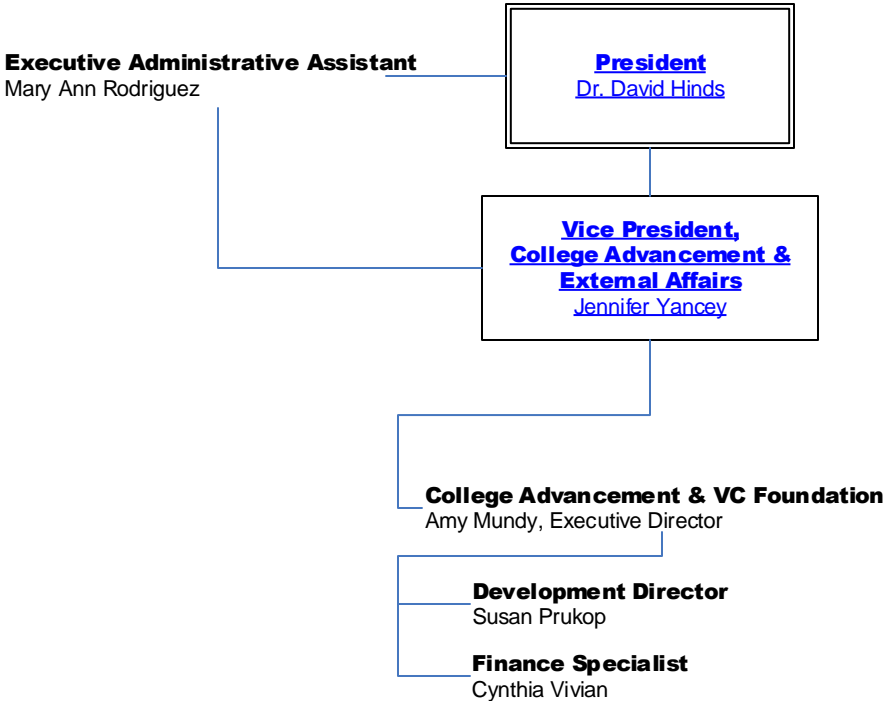 Executive Administrative Assistant
Mary Ann Rodriguez
President
Dr. David Hinds
Vice President,
College Advancement &
External Affairs
Jennifer Yancey
College Advancement & VC Foundation
Amy Mundy, Executive Director
Development Director
Susan Prukop
Finance Specialist
Cynthia Vivian